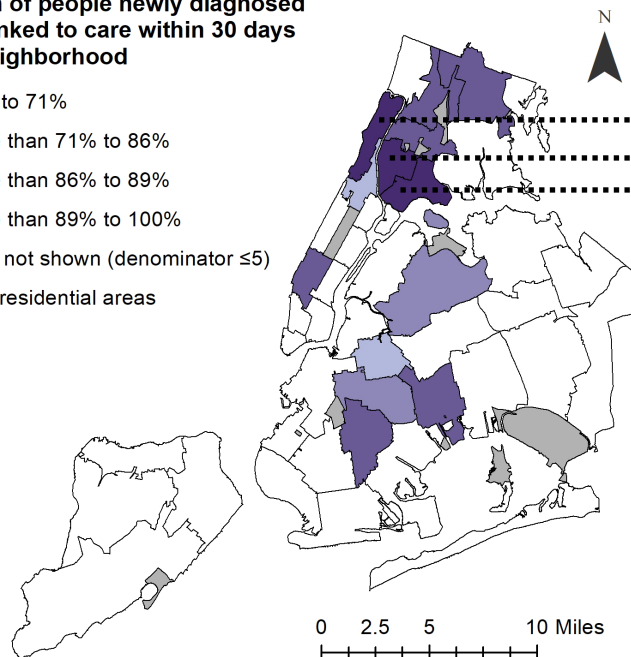 of people newly diagnosed
nked to care within 30 days
ighborhood
to 71%
than 71% to 86%
than 86% to 89%
than 89% to 100%
not shown (denominator ≤5)
residential areas
N
0 2.5 5 10 Miles